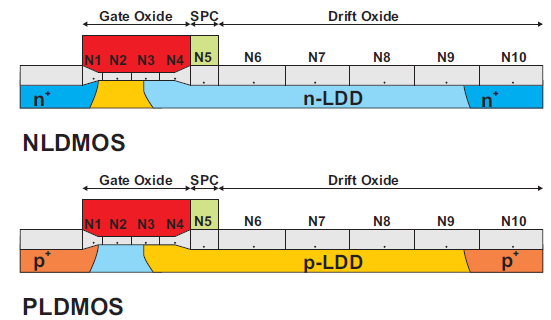 Gate Oxide SPC Drift Oxide
N1 N2 N3 N4 N5 N6 N7 N8 N9 N10
n+ n-LDD n+
NLDMOS
Gate Oxide SPC Drift Oxide
N1 N2 N3 N4 N5 N6 N7 N8 N9 N10
p+ p-LDD p+
PLDMOS